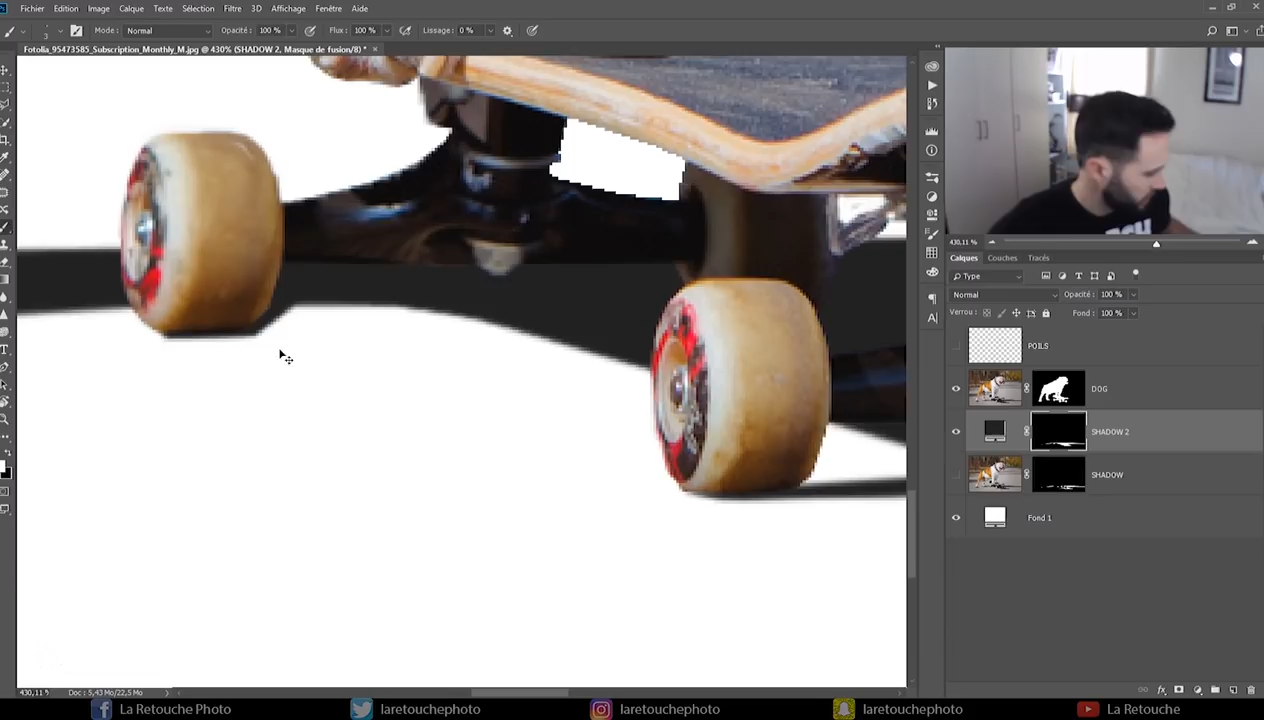 Fichier Edition Image Calque Texte Sélection Filtre 3D Affichage Fenêtre Aide
3 Mode : Normal Opacité : 100 % Flux : 100 % Lissage : 0 %
Fotolia_95473585_Subscription_Monthly_M.jpg @ 430% (SHADOW 2, Masque de fusion/8) * ×
430,11 %
Calques Couches Tracés
Type
Normal Opacité : 100 %
Verrou : Fond : 100 %
POILS
DOG
SHADOW 2
SHADOW
Fond 1
430,11 % Doc : 5,43 Mo/22,5 Mo
La Retouche Photo laretouchephoto laretouchephoto laretouchephoto La Retouche